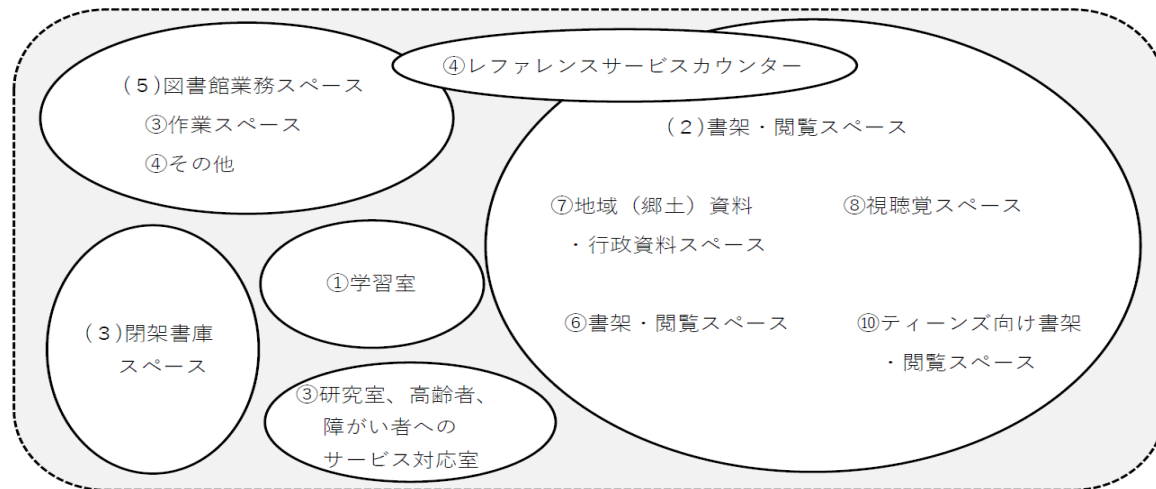 ④レファレンスサービスカウンター
(５)図書館業務スペース
③作業スペース
④その他
(２)書架・閲覧スペース
⑦地域（郷土）資料
・行政資料スペース
⑧視聴覚スペース
①学習室
⑥書架・閲覧スペース
⑩ティーンズ向け書架
・閲覧スペース
(３)閉架書庫
スペース
③研究室、高齢者、
障がい者への
サービス対応室